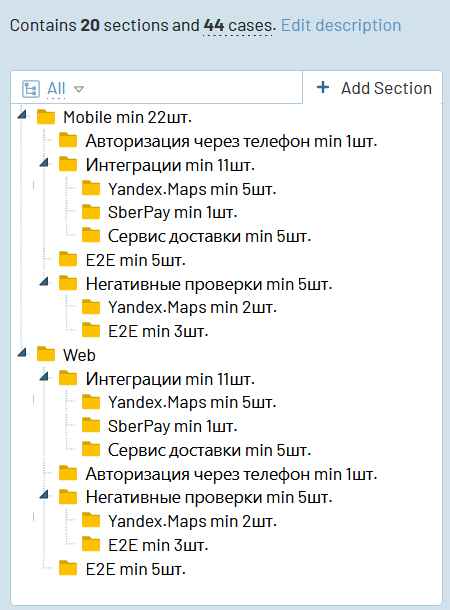 Contains 20 sections and 44 cases. Edit description
All
+ Add Section
Mobile min 22шт.
Авторизация через телефон min 1шт.
Интеграции min 11шт.
Yandex.Maps min 5шт.
SberPay min 1шт.
Сервис доставки min 5шт.
E2E min 5шт.
Негативные проверки min 5шт.
Yandex.Maps min 2шт.
E2E min 3шт.
Web
Интеграции min 11шт.
Yandex.Maps min 5шт.
SberPay min 1шт.
Сервис доставки min 5шт.
Авторизация через телефон min 1шт.
Негативные проверки min 5шт.
Yandex.Maps min 2шт.
E2E min 3шт.
E2E min 5шт.